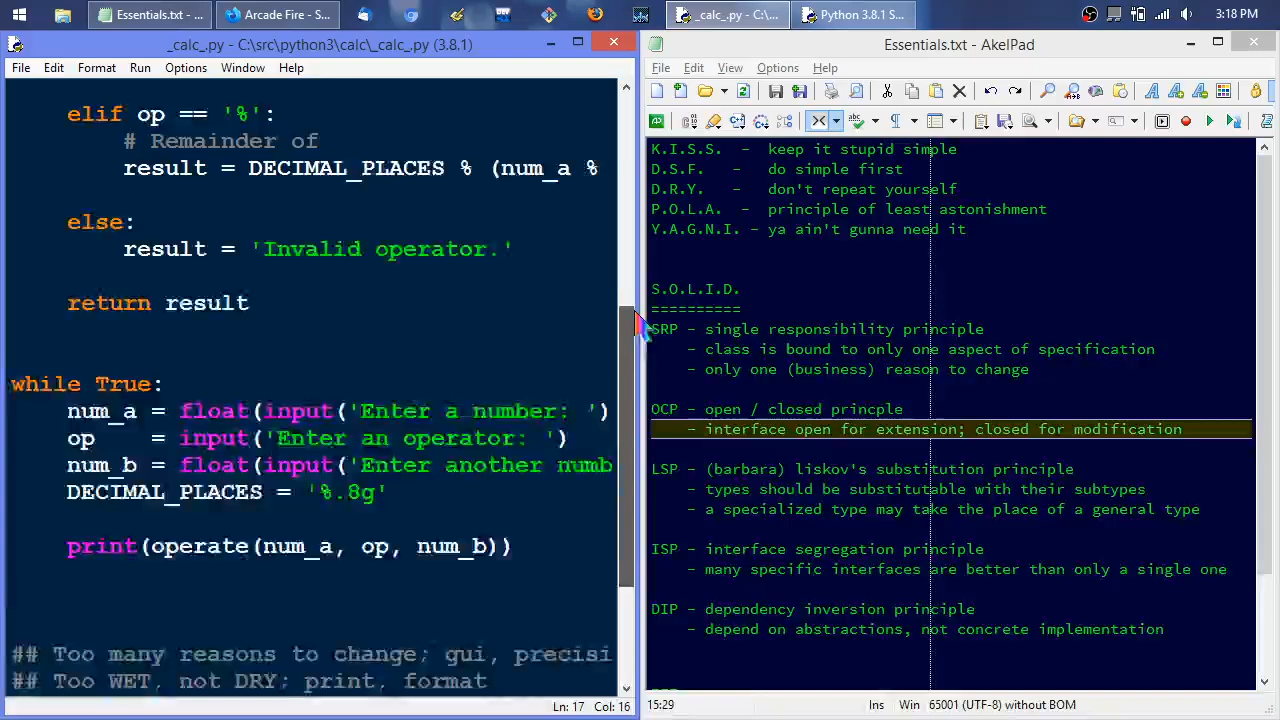 Essentials.txt - ...
Arcade Fire - S...
_calc_.py - C:\...
Python 3.8.1 S...
3:18 PM
_calc_.py - C:\src\python3\calc\_calc_.py (3.8.1)
File Edit Format Run Options Window Help
elif op == '%':
# Remainder of
result = DECIMAL_PLACES % (num_a %
else:
result = 'Invalid operator.'
return result
while True:
num_a = float(input('Enter a number: ')
op = input('Enter an operator: ')
num_b = float(input('Enter another numb
DECIMAL_PLACES = '%.8g'
print(operate(num_a, op, num_b))
## Too many reasons to change; gui, precisi
## Too WET, not DRY; print, format
Ln: 17 Col: 16
Essentials.txt - AkelPad
File Edit View Options Help
K.I.S.S. - keep it stupid simple
D.S.F. - do simple first
D.R.Y. - don't repeat yourself
P.O.L.A. - principle of least astonishment
Y.A.G.N.I. - ya ain't gunna need it
S.O.L.I.D.
==========
SRP - single responsibility principle
- class is bound to only one aspect of specification
- only one (business) reason to change
OCP - open / closed princple
- interface open for extension; closed for modification
LSP - (barbara) liskov's substitution principle
- types should be substitutable with their subtypes
- a specialized type may take the place of a general type
ISP - interface segregation principle
- many specific interfaces are better than only a single one
DIP - dependency inversion principle
- depend on abstractions, not concrete implementation
15:29 Ins Win 65001 (UTF-8) without BOM